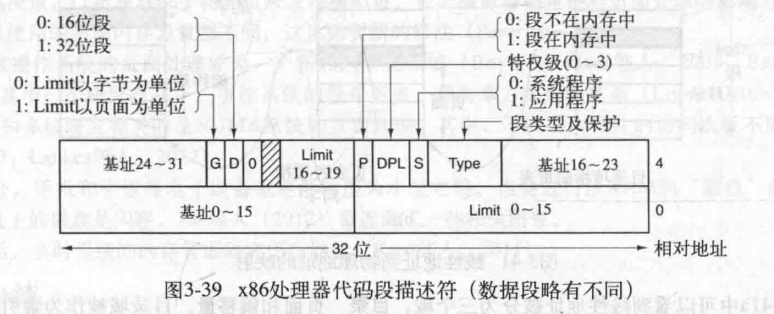 0: 16位段
1: 32位段
0: 段不在内存中
1: 段在内存中
特权级(0~3)
0: Limit以字节为单位
1: Limit以页面为单位
0: 系统程序
1: 应用程序
段类型及保护
基址24~31 G D 0 Limit 16~19 P DPL S Type 基址16~23 4
基址0~15 Limit 0~15 0
32位 相对地址
图3-39 x86处理器代码段描述符（数据段略有不同）